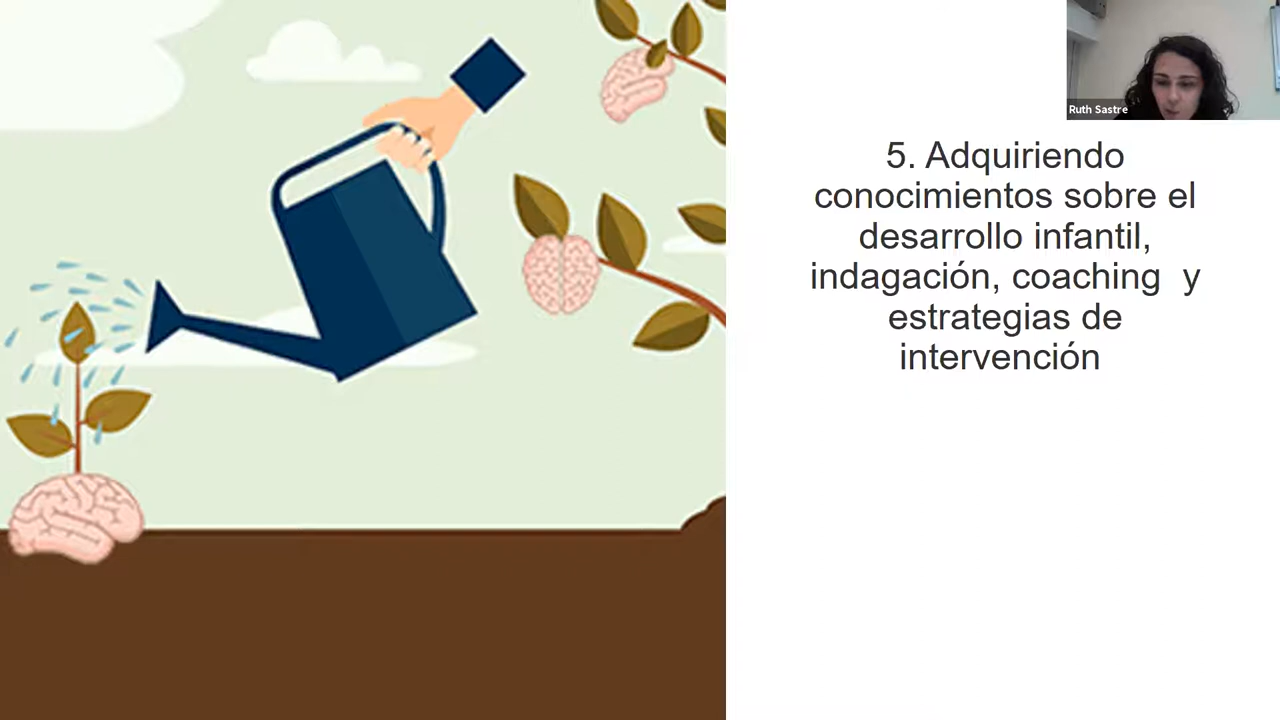 Ruth Sastre
5. Adquiriendo
conocimientos sobre el
desarrollo infantil,
indagación, coaching  y
estrategias de
intervención